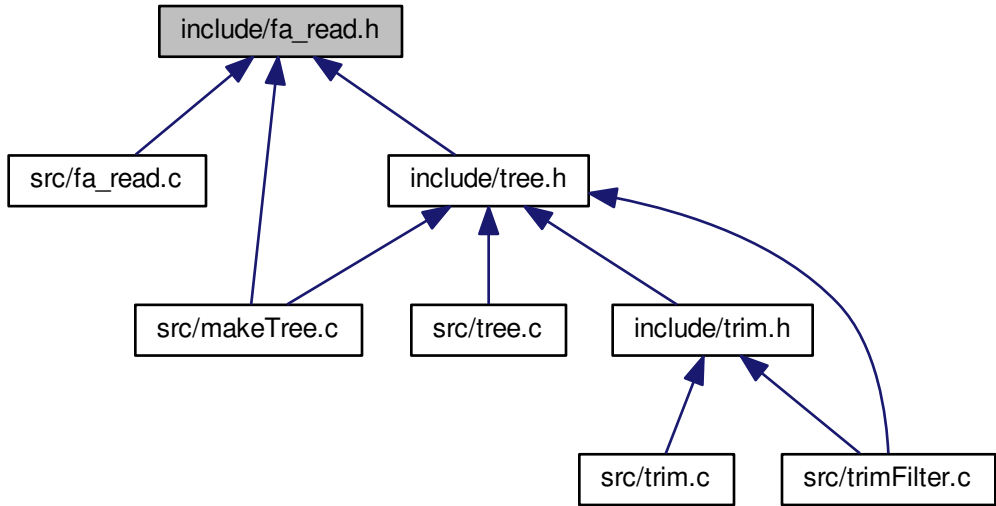 include/fa_read.h
src/fa_read.c
include/tree.h
src/makeTree.c
src/tree.c
include/trim.h
src/trim.c
src/trimFilter.c